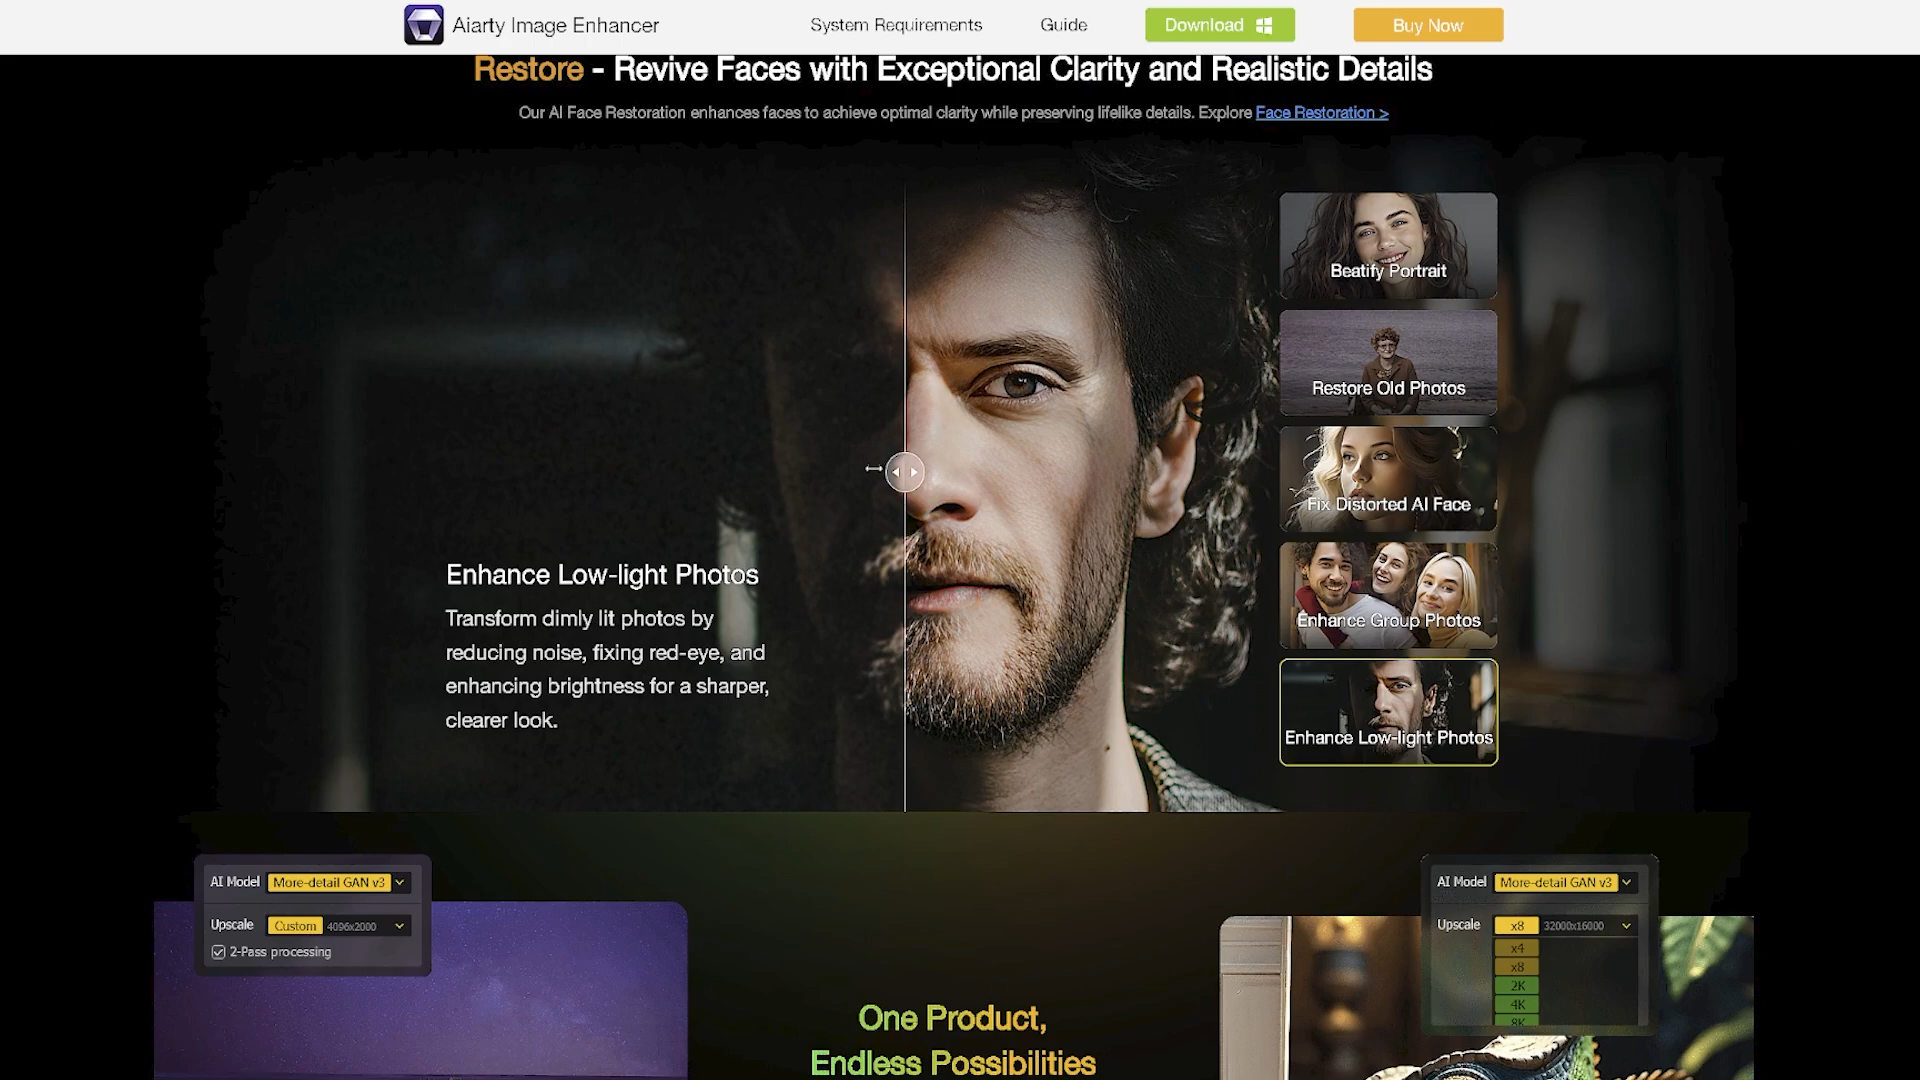 Aiarty Image Enhancer
System Requirements
Guide
Download
Buy Now
Restore - Revive Faces with Exceptional Clarity and Realistic Details
Our AI Face Restoration enhances faces to achieve optimal clarity while preserving lifelike details. Explore Face Restoration >
Beatify Portrait
Restore Old Photos
Fix Distorted AI Face
Enhance Group Photos
Enhance Low-light Photos
Enhance Low-light Photos
Transform dimly lit photos by
reducing noise, fixing red-eye, and
enhancing brightness for a sharper,
clearer look.
AI Model More-detail GAN v3
Upscale Custom 4096x2000
2-Pass processing
AI Model More-detail GAN v3
Upscale x8 32000x16000
x4
x8
2K
4K
8K
One Product,
Endless Possibilities